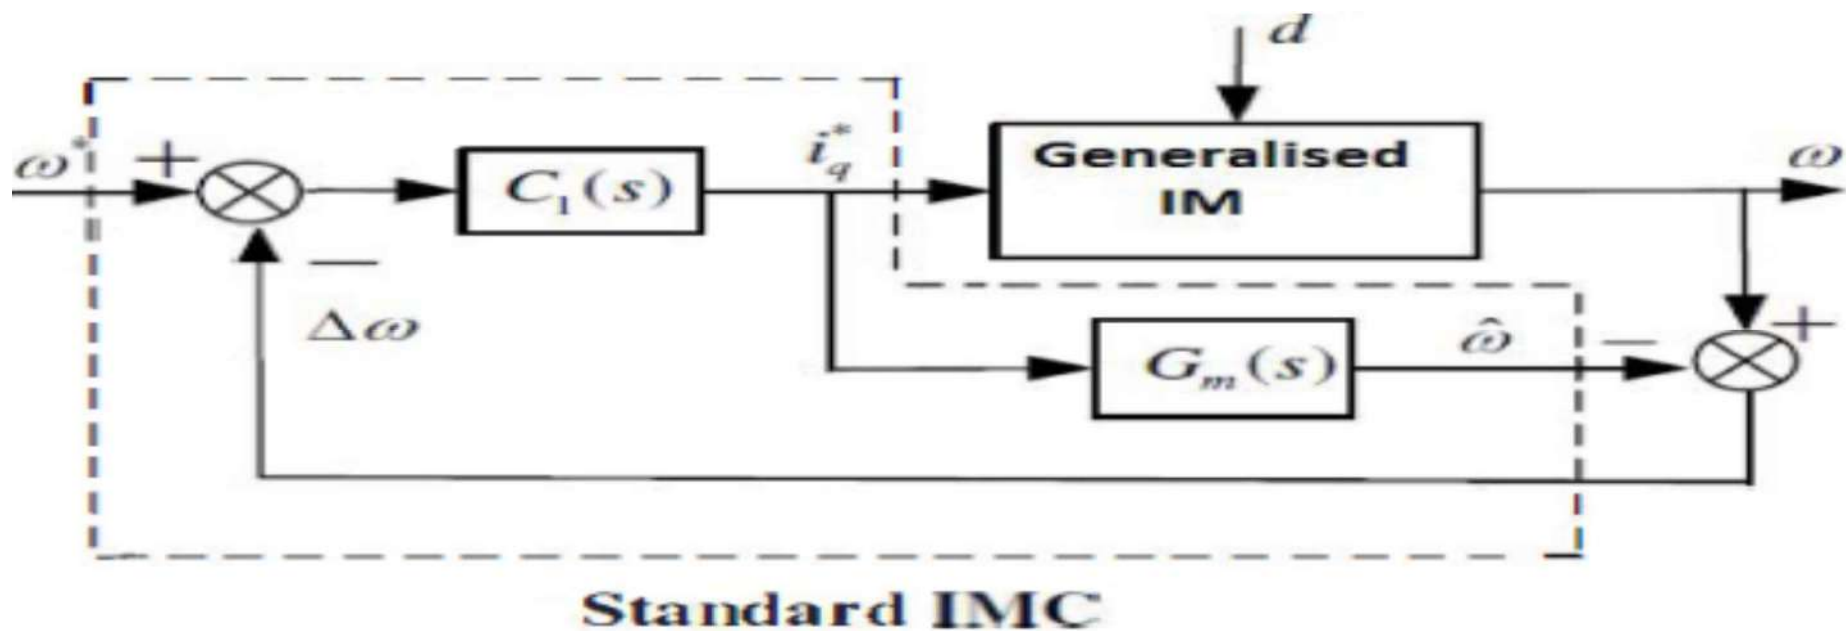 d
ω*
+
C₁(s)
i*q
Generalised
IM
ω
−
Δω
Gₘ(s)
ω̂
−
+
Standard IMC